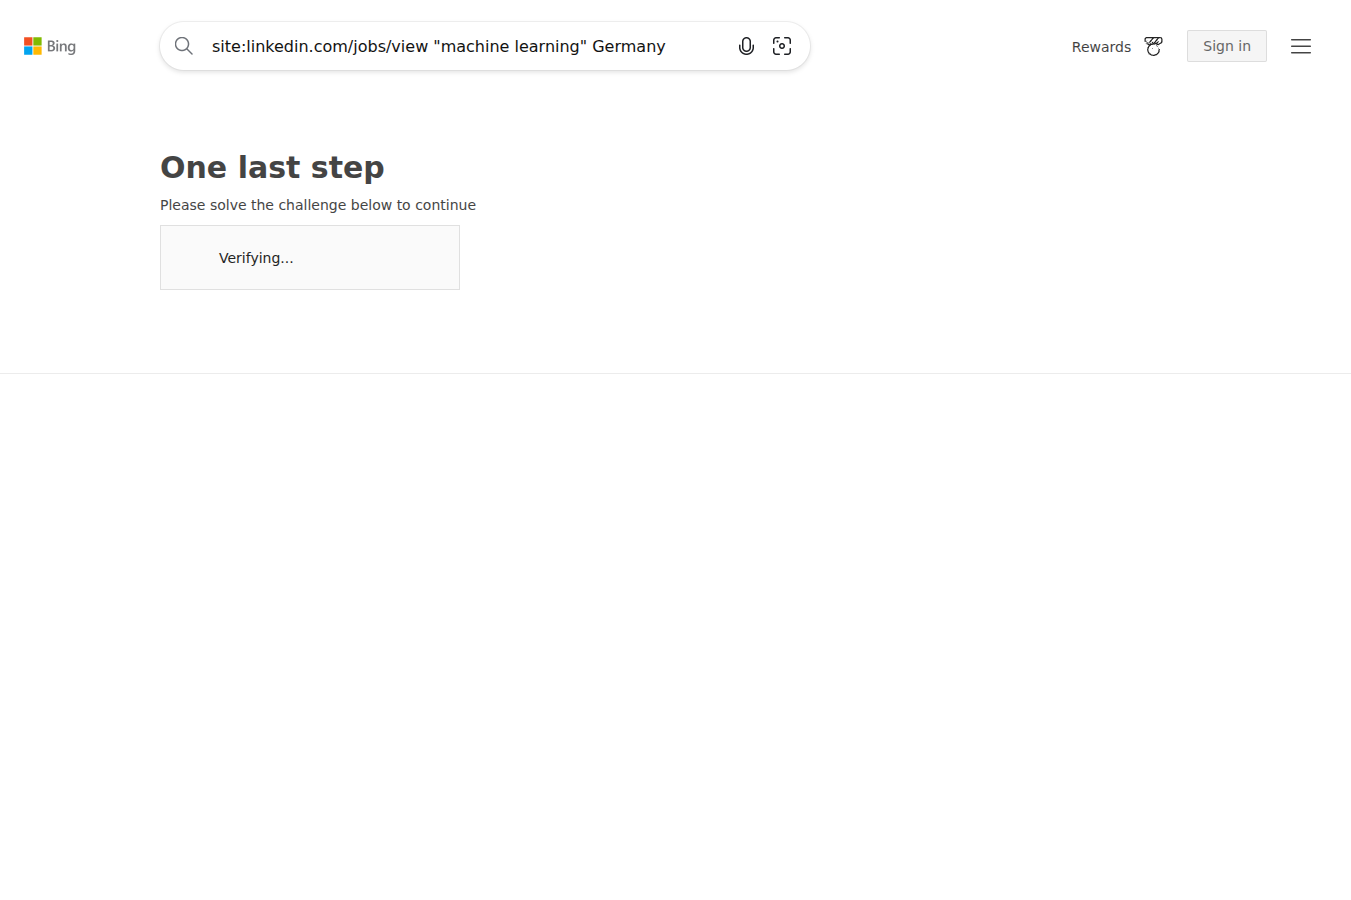 Bing
site:linkedin.com/jobs/view "machine learning" Germany
Rewards
Sign in
One last step
Please solve the challenge below to continue
Verifying...